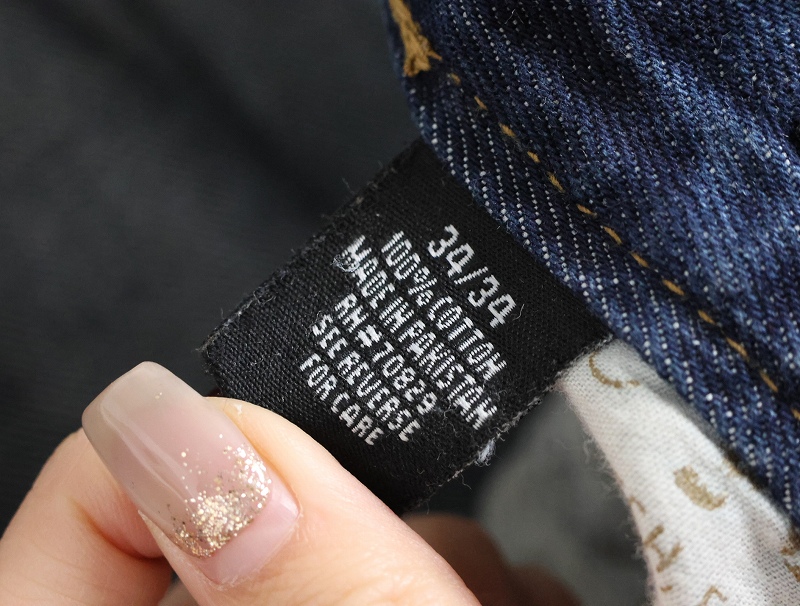 34/34
100% COTTON
MADE IN PAKISTAN
RN#70829
SEE REVERSE
FOR CARE